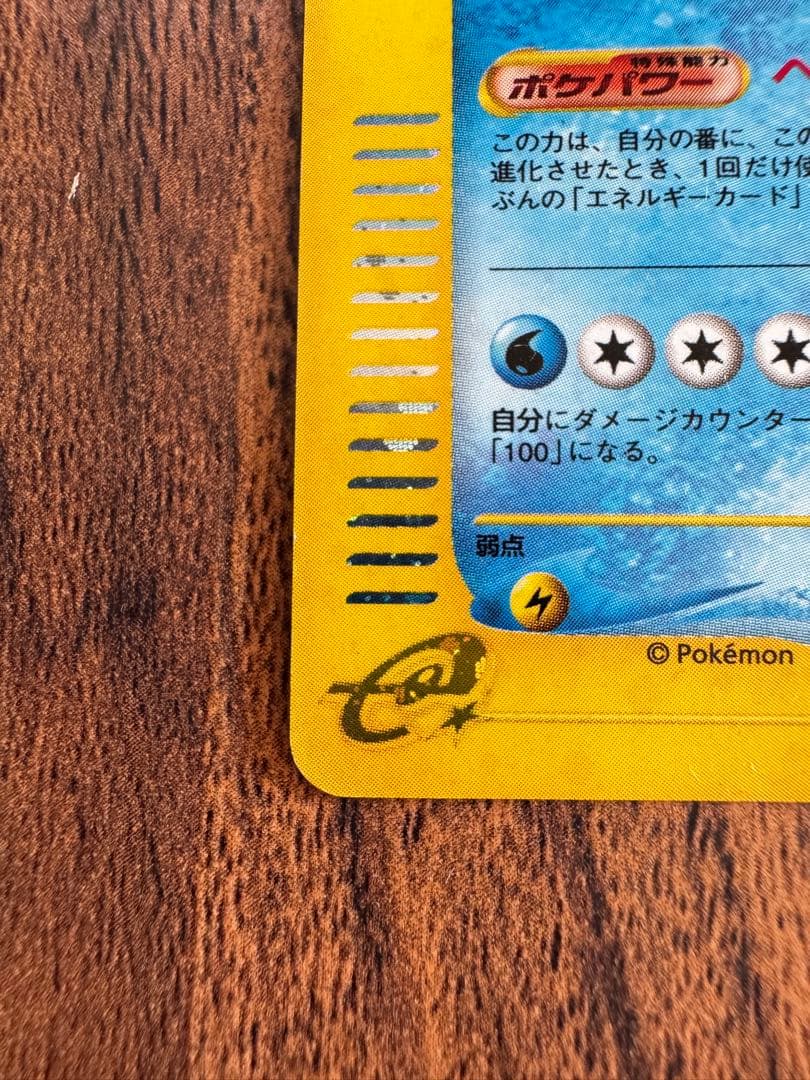 特殊能力
ポケパワー
この力は、自分の番に、この
進化させたとき、1回だけ使
ぶんの「エネルギーカード」
自分にダメージカウンター
「100」になる。
弱点
© Pokémon